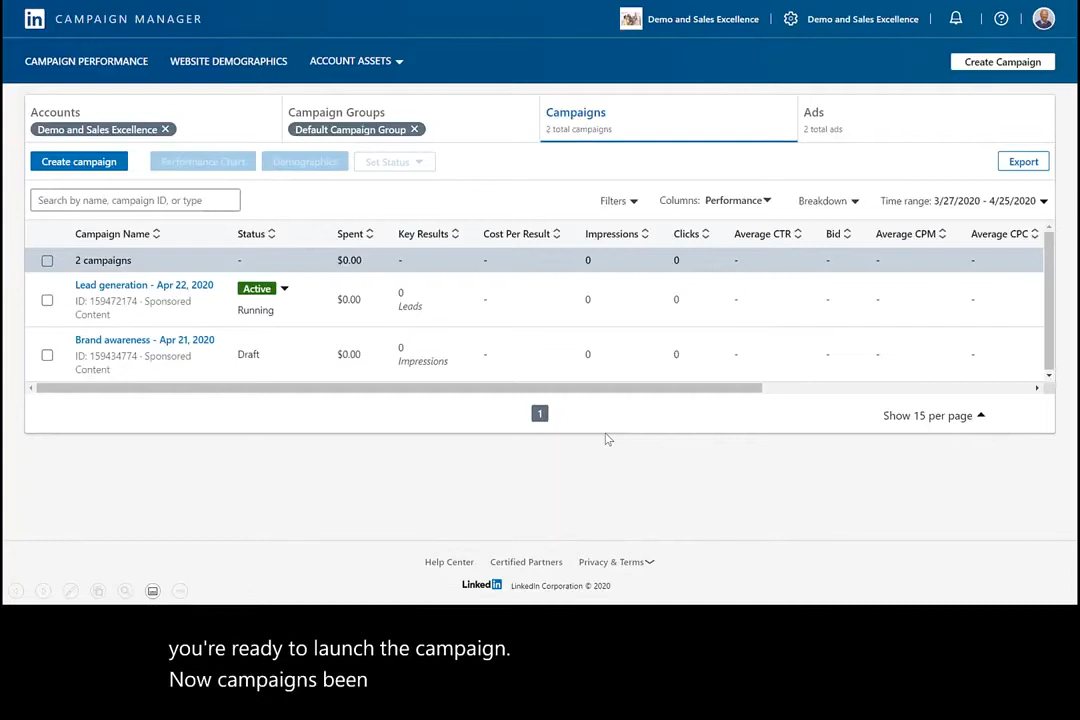 in CAMPAIGN MANAGER
Demo and Sales Excellence
Demo and Sales Excellence
CAMPAIGN PERFORMANCE WEBSITE DEMOGRAPHICS ACCOUNT ASSETS
Create Campaign
Accounts
Demo and Sales Excellence ✕
Campaign Groups
Default Campaign Group ✕
Campaigns
2 total campaigns
Ads
2 total ads
Create campaign Performance Chart Demographics Set Status Export
Search by name, campaign ID, or type
Filters Columns: Performance Breakdown Time range: 3/27/2020 - 4/25/2020
Campaign Name Status Spent Key Results Cost Per Result Impressions Clicks Average CTR Bid Average CPM Average CPC
2 campaigns - $0.00 - - 0 0 - - - -
Lead generation - Apr 22, 2020
ID: 159472174 · Sponsored
Content
Active
Running
$0.00
0
Leads
- 0 0 - - - -
Brand awareness - Apr 21, 2020
ID: 159434774 · Sponsored
Content
Draft
$0.00
0
Impressions
- 0 0 - - - -
1
Show 15 per page
Help Center Certified Partners Privacy & Terms
Linked in LinkedIn Corporation © 2020
you're ready to launch the campaign.
Now campaigns been